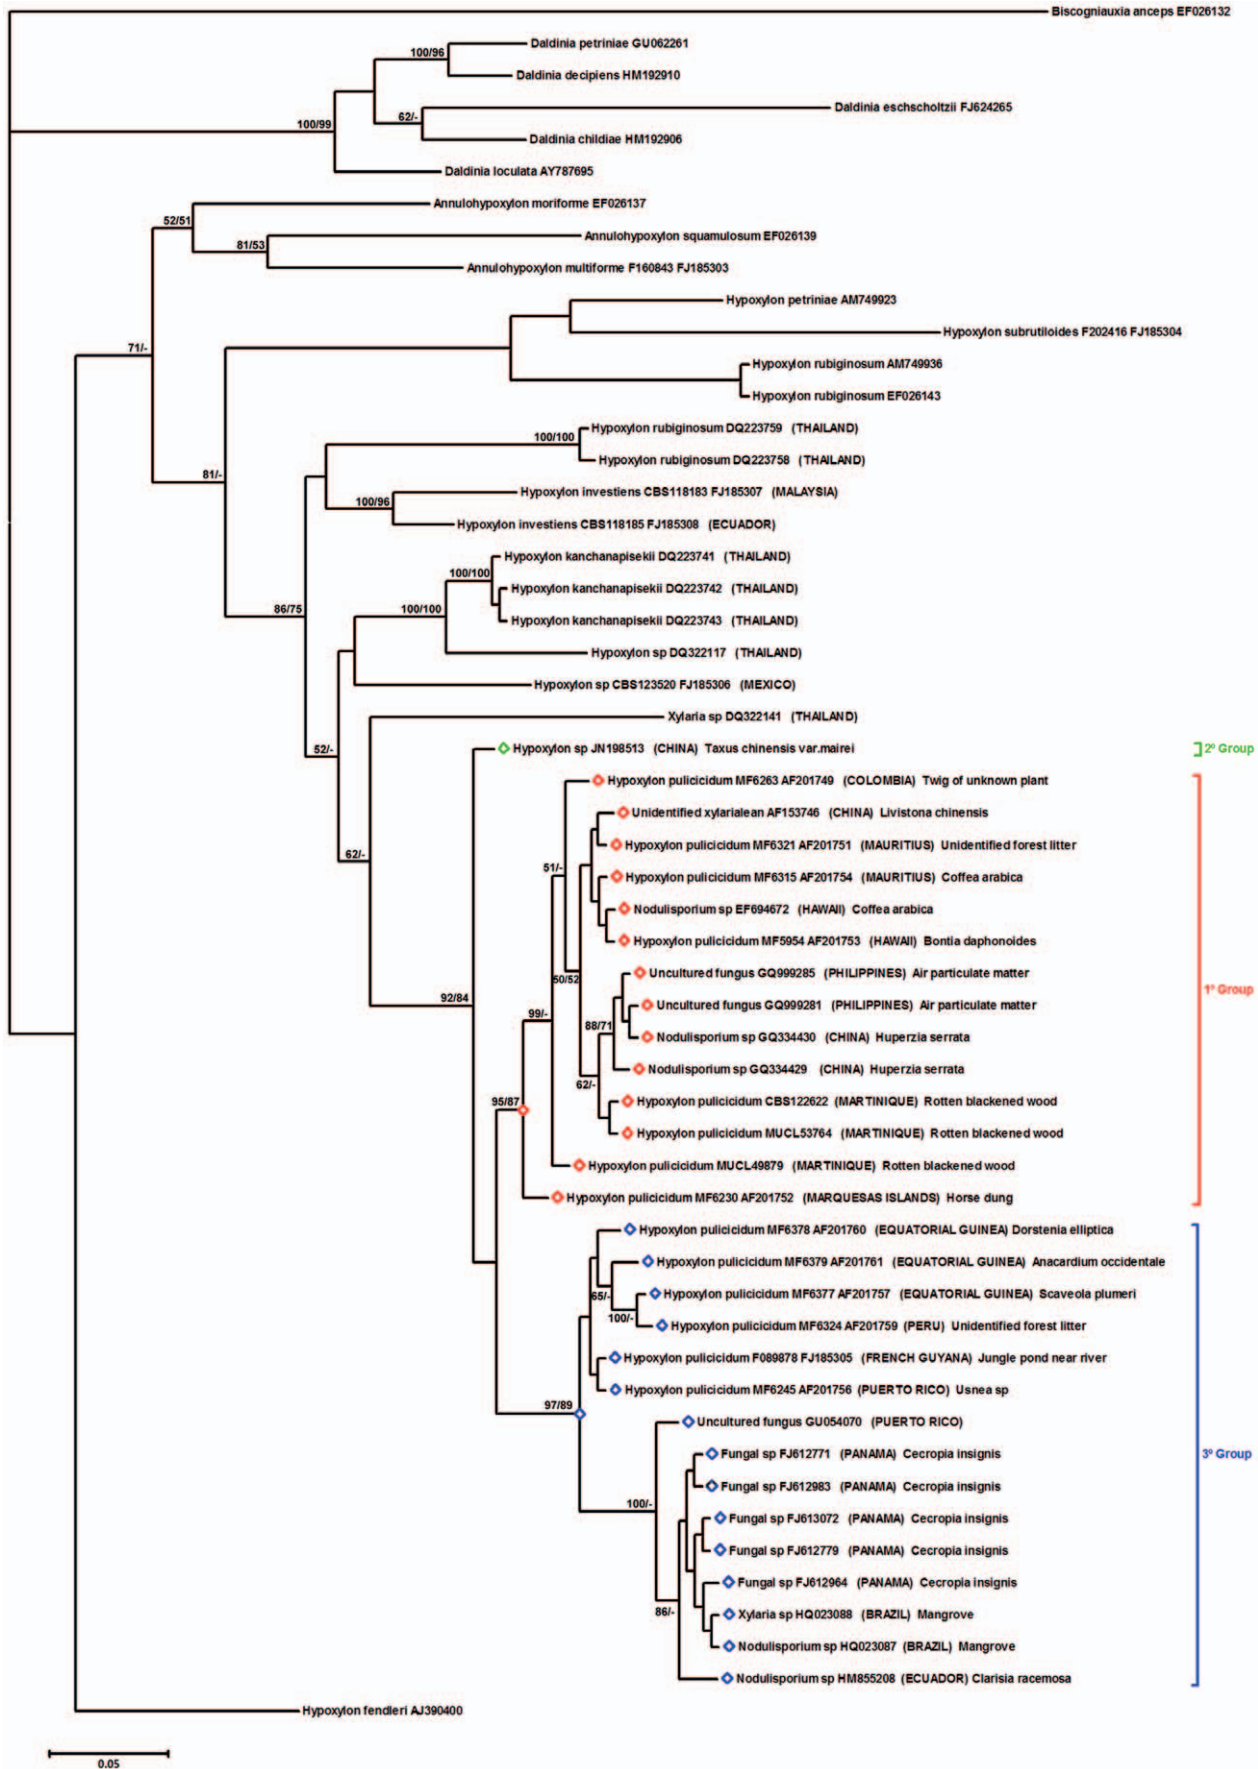 Biscogniauxia anceps EF026132
Daldinia petriniae GU062261
100/96
Daldinia decipiens HM192910
Daldinia eschscholtzii FJ624265
62/-
100/99
Daldinia childiae HM192906
Daldinia loculata AY787695
Annulohypoxylon moriforme EF026137
52/51
Annulohypoxylon squamosulum EF026139
81/53
Annulohypoxylon multiforme F160843 FJ185303
Hypoxylon petriniae AM749923
Hypoxylon subrutiloides F202416 FJ185304
71/-
Hypoxylon rubiginosum AM749936
Hypoxylon rubiginosum EF026143
Hypoxylon rubiginosum DQ223759 (THAILAND)
100/100
Hypoxylon rubiginosum DQ223758 (THAILAND)
81/-
Hypoxylon investiens CBS118183 FJ185307 (MALAYSIA)
100/96
Hypoxylon investiens CBS118185 FJ185308 (ECUADOR)
Hypoxylon kanchanapisekii DQ223741 (THAILAND)
100/100
Hypoxylon kanchanapisekii DQ223742 (THAILAND)
86/75
100/100
Hypoxylon kanchanapisekii DQ223743 (THAILAND)
Hypoxylon sp DQ322117 (THAILAND)
Hypoxylon sp CBS123520 FJ185306 (MEXICO)
Xylaria sp DQ322141 (THAILAND)
52/-
Hypoxylon sp JN198513 (CHINA) Taxus chinensis var.mairei
2º Group
Hypoxylon pulicicidum MF6263 AF201749 (COLOMBIA) Twig of unknown plant
Unidentified xylarialean AF153746 (CHINA) Livistona chinensis
Hypoxylon pulicicidum MF6321 AF201751 (MAURITIUS) Unidentified forest litter
62/-
51/-
Hypoxylon pulicicidum MF6315 AF201754 (MAURITIUS) Coffea arabica
Nodulisporium sp EF694672 (HAWAII) Coffea arabica
Hypoxylon pulicicidum MF5954 AF201753 (HAWAII) Bontia daphonoides
50/52
Uncultured fungus GQ999285 (PHILIPPINES) Air particulate matter
1º Group
92/84
Uncultured fungus GQ999281 (PHILIPPINES) Air particulate matter
99/-
88/71
Nodulisporium sp GQ334430 (CHINA) Huperzia serrata
Nodulisporium sp GQ334429 (CHINA) Huperzia serrata
62/-
95/87
Hypoxylon pulicicidum CBS122622 (MARTINIQUE) Rotten blackened wood
Hypoxylon pulicicidum MUCL53764 (MARTINIQUE) Rotten blackened wood
Hypoxylon pulicicidum MUCL49879 (MARTINIQUE) Rotten blackened wood
Hypoxylon pulicicidum MF6230 AF201752 (MARQUESAS ISLANDS) Horse dung
Hypoxylon pulicicidum MF6378 AF201760 (EQUATORIAL GUINEA) Dorstenia elliptica
Hypoxylon pulicicidum MF6379 AF201761 (EQUATORIAL GUINEA) Anacardium occidentale
65/-
Hypoxylon pulicicidum MF6377 AF201757 (EQUATORIAL GUINEA) Scaveola plumeri
100/-
Hypoxylon pulicicidum MF6324 AF201759 (PERU) Unidentified forest litter
Hypoxylon pulicicidum F089878 FJ185305 (FRENCH GUYANA) Jungle pond near river
Hypoxylon pulicicidum MF6245 AF201756 (PUERTO RICO) Usnea sp
97/89
Uncultured fungus GU054070 (PUERTO RICO)
Fungal sp FJ612771 (PANAMA) Cecropia insignis
3º Group
Fungal sp FJ612983 (PANAMA) Cecropia insignis
100/-
Fungal sp FJ613072 (PANAMA) Cecropia insignis
Fungal sp FJ612779 (PANAMA) Cecropia insignis
Fungal sp FJ612964 (PANAMA) Cecropia insignis
86/-
Xylaria sp HQ023088 (BRAZIL) Mangrove
Nodulisporium sp HQ023087 (BRAZIL) Mangrove
Nodulisporium sp HM855208 (ECUADOR) Clarisia racemosa
Hypoxylon fendleri AJ390400
0.05